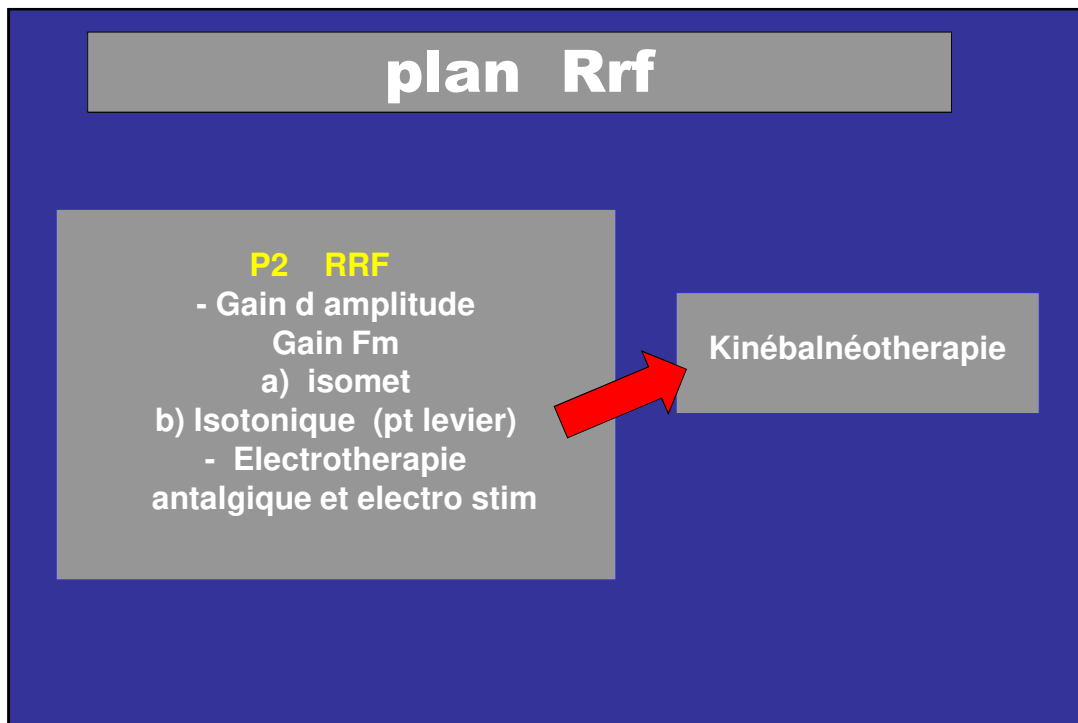 plan Rrf
P2 RRF
- Gain d amplitude
Gain Fm
a) isomet
b) Isotonique (pt levier)
- Electrotherapie
antalgique et electro stim
Kinébalnéotherapie